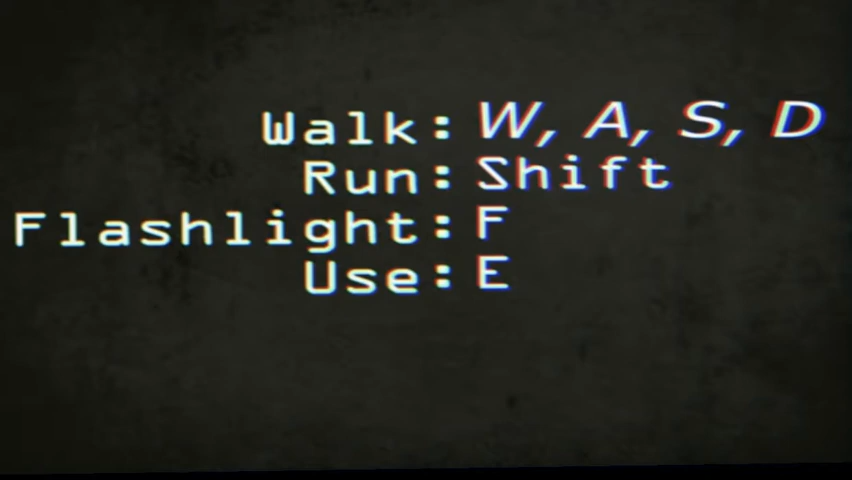 Walk: W, A, S, D
Run: Shift
Flashlight: F
Use: E